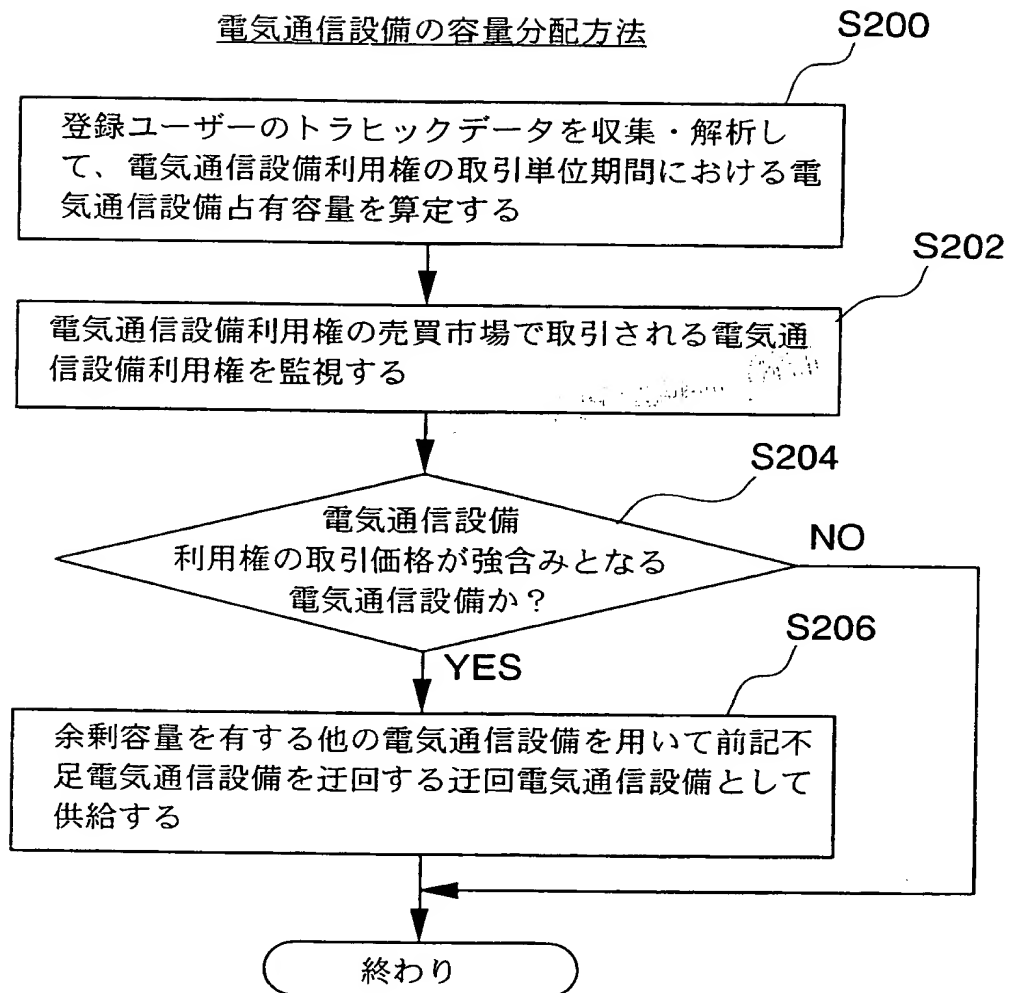 電気通信設備の容量分配方法
S200
登録ユーザーのトラヒックデータを収集・解析し
て、電気通信設備利用権の取引単位期間における電
気通信設備占有容量を算定する
S202
電気通信設備利用権の売買市場で取引される電気通
信設備利用権を監視する
S204
電気通信設備
利用権の取引価格が強含みとなる
電気通信設備か？
NO
YES
S206
余剰容量を有する他の電気通信設備を用いて前記不
足電気通信設備を迂回する迂回電気通信設備として
供給する
終わり